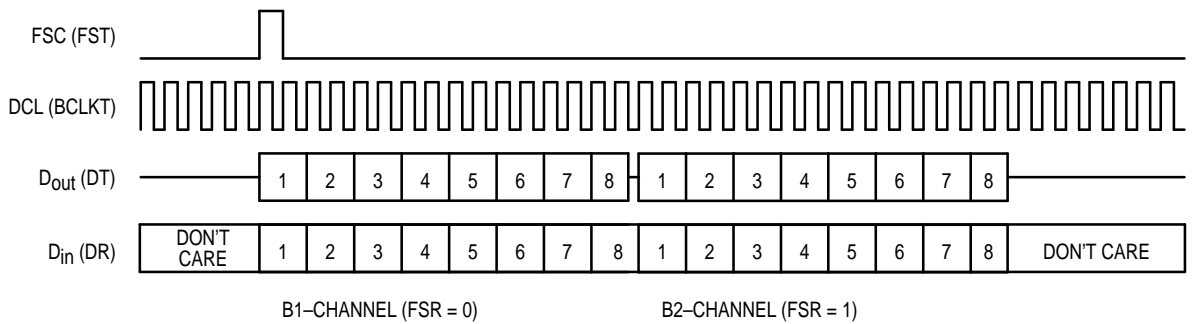 FSC (FST)
DCL (BCLKT)
Dout (DT) 1 2 3 4 5 6 7 8 1 2 3 4 5 6 7 8
Din (DR) DON'T CARE 1 2 3 4 5 6 7 8 1 2 3 4 5 6 7 8 DON'T CARE
B1–CHANNEL (FSR = 0) B2–CHANNEL (FSR = 1)